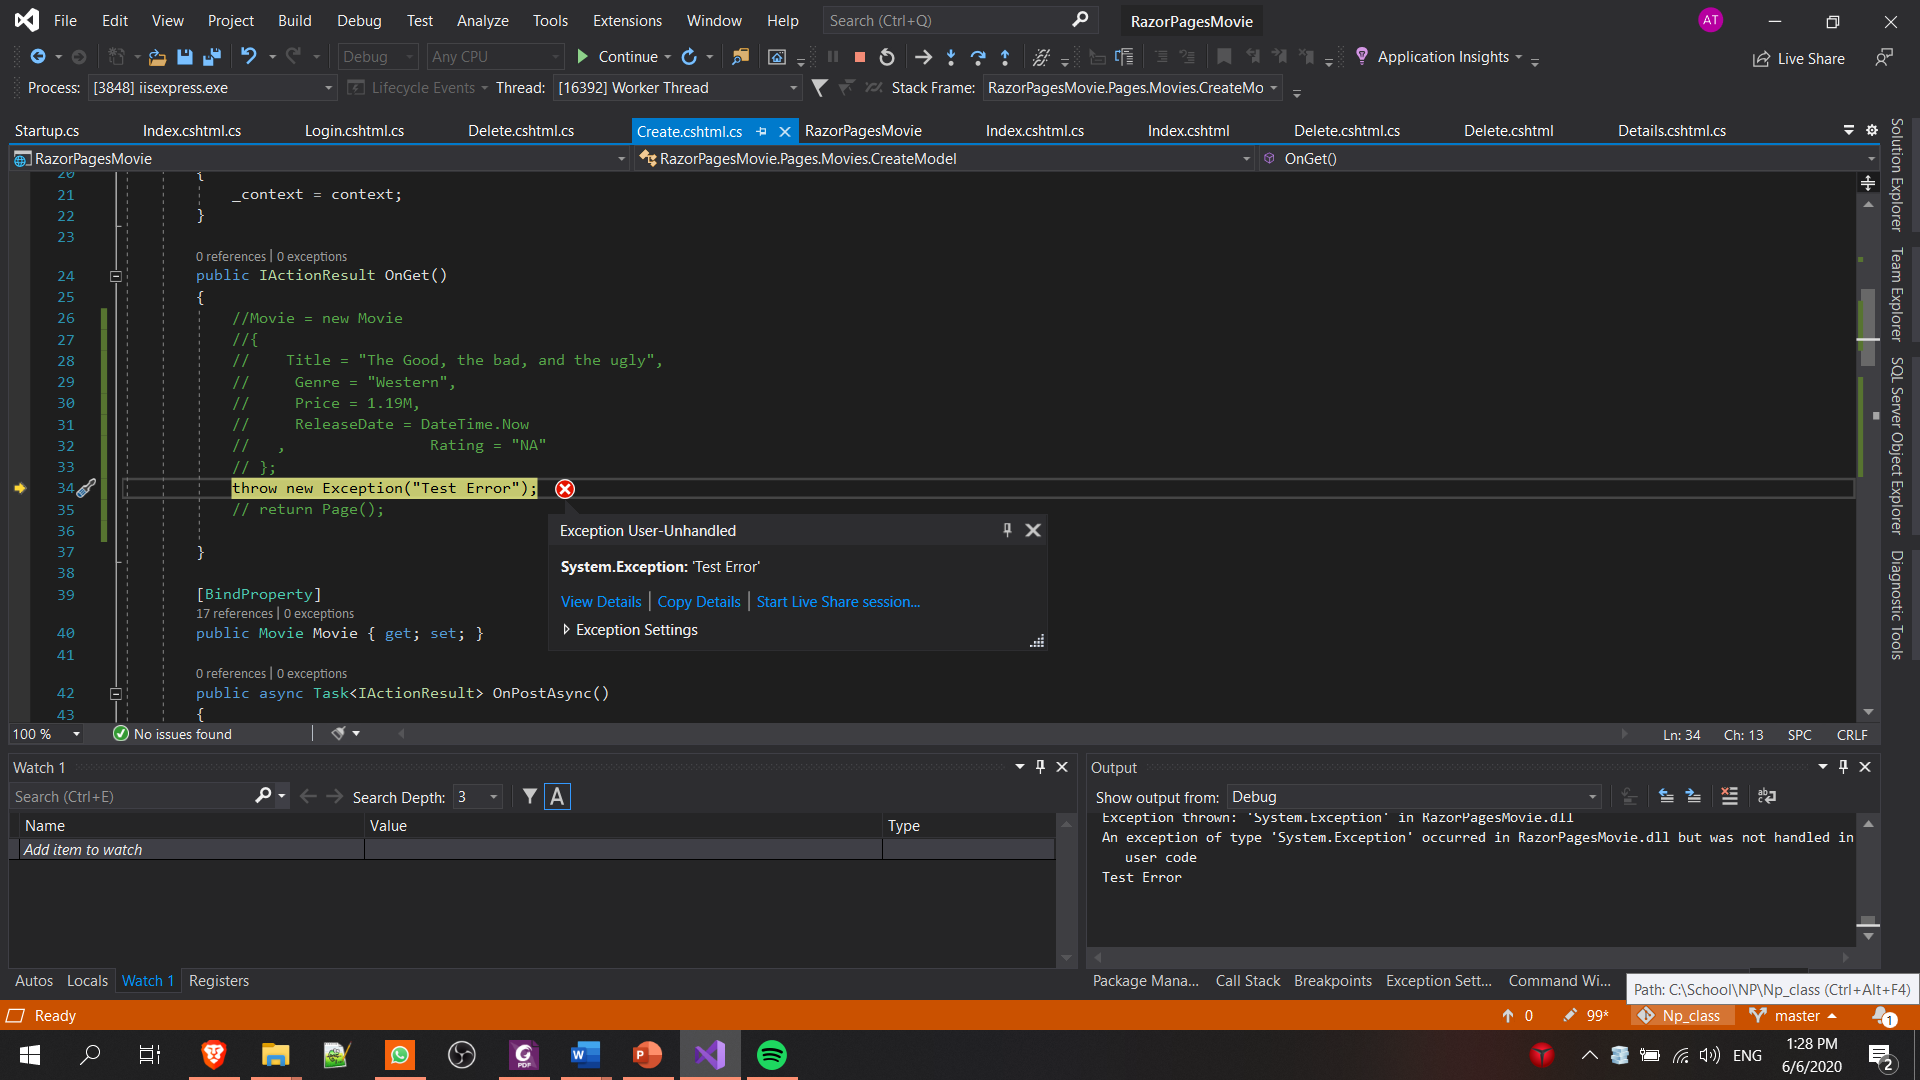 File Edit View Project Build Debug Test Analyze Tools Extensions Window Help Search (Ctrl+Q) RazorPagesMovie AT
Debug Any CPU Continue Application Insights Live Share
Process: [3848] iisexpress.exe Lifecycle Events Thread: [16392] Worker Thread Stack Frame: RazorPagesMovie.Pages.Movies.CreateMo
Startup.cs Index.cshtml.cs Login.cshtml.cs Delete.cshtml.cs Create.cshtml.cs RazorPagesMovie Index.cshtml.cs Index.cshtml Delete.cshtml.cs Delete.cshtml Details.cshtml.cs
RazorPagesMovie RazorPagesMovie.Pages.Movies.CreateModel OnGet()
20 {
21 _context = context;
22 }
23
0 references | 0 exceptions
24 public IActionResult OnGet()
25 {
26 //Movie = new Movie
27 //{
28 // Title = "The Good, the bad, and the ugly",
29 // Genre = "Western",
30 // Price = 1.19M,
31 // ReleaseDate = DateTime.Now
32 // , Rating = "NA"
33 // };
34 throw new Exception("Test Error");
35 // return Page();
36
37 }
38
39 [BindProperty]
17 references | 0 exceptions
40 public Movie Movie { get; set; }
41
0 references | 0 exceptions
42 public async Task<IActionResult> OnPostAsync()
43 {
Exception User-Unhandled
System.Exception: 'Test Error'
View Details | Copy Details | Start Live Share session...
Exception Settings
Solution Explorer
Team Explorer
SQL Server Object Explorer
Diagnostic Tools
100 % No issues found Ln: 34 Ch: 13 SPC CRLF
Watch 1
Search (Ctrl+E) Search Depth: 3 A
Name Value Type
Add item to watch
Autos Locals Watch 1 Registers
Output
Show output from: Debug
Exception thrown: 'System.Exception' in RazorPagesMovie.dll
An exception of type 'System.Exception' occurred in RazorPagesMovie.dll but was not handled in
user code
Test Error
Package Mana... Call Stack Breakpoints Exception Sett... Command Wi...
Path: C:\School\NP\Np_class (Ctrl+Alt+F4)
Ready 0 99* Np_class master 1
ENG 1:28 PM
6/6/2020 2